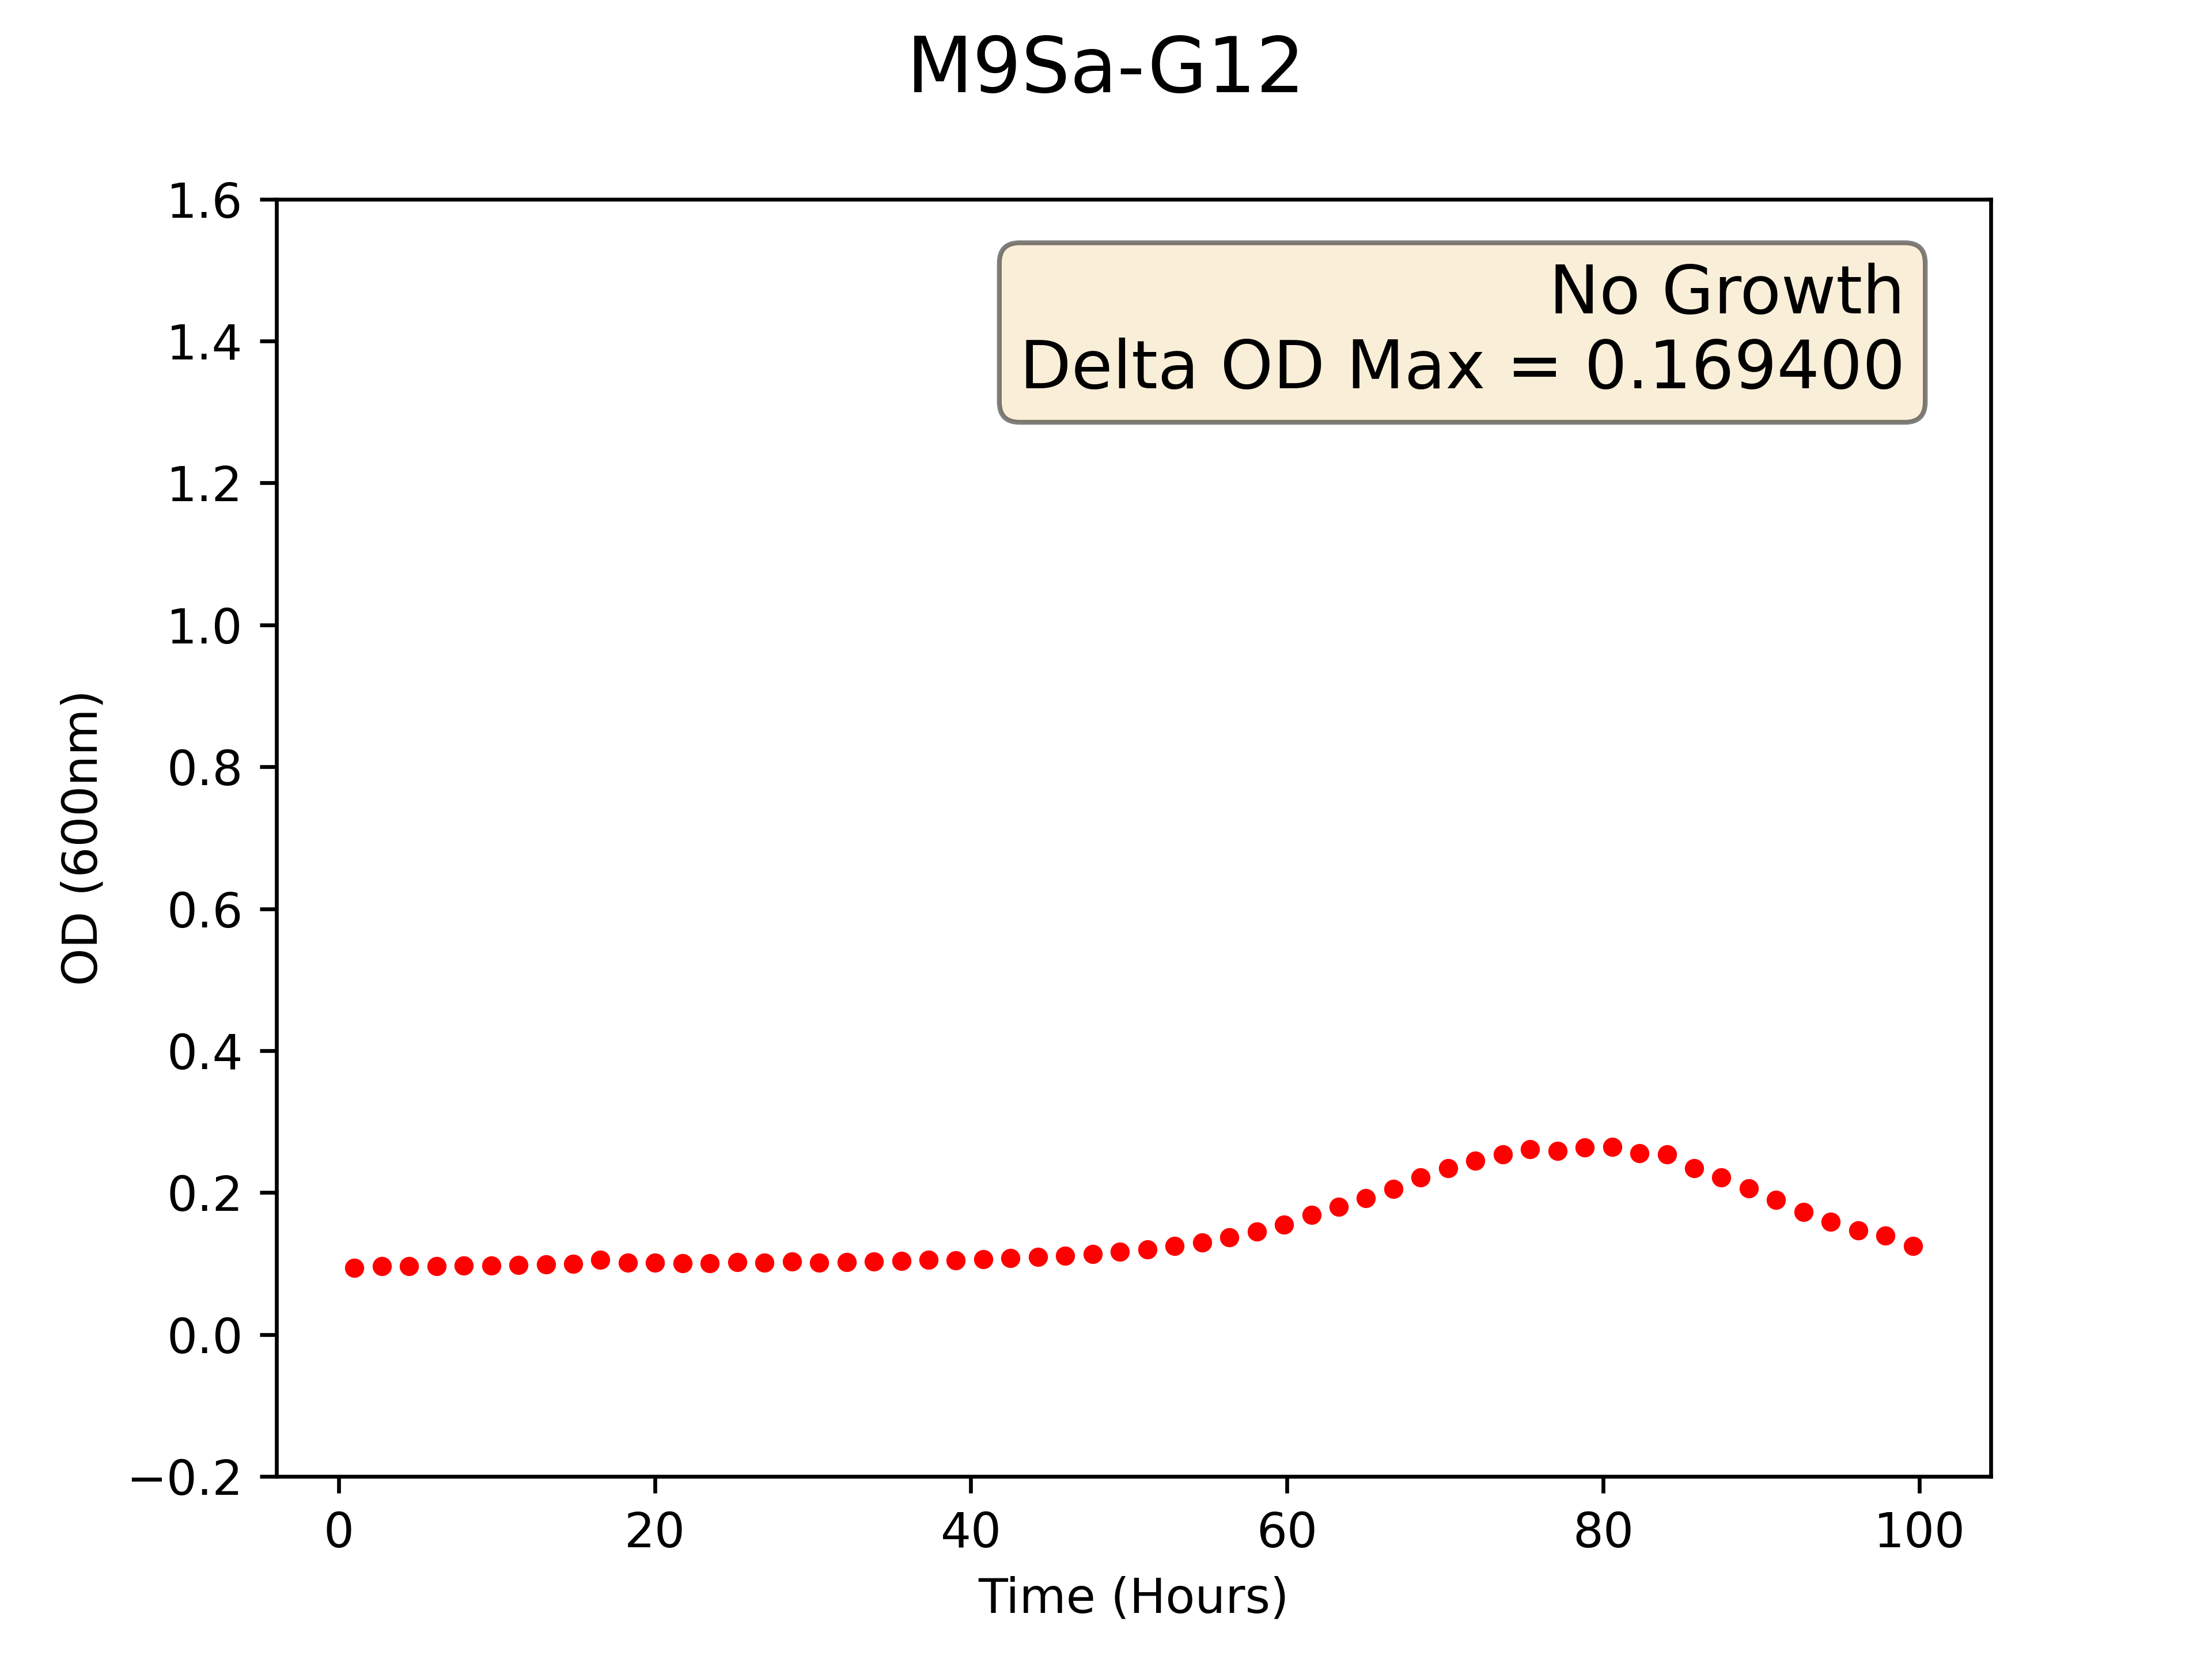 M9Sa-G12
No Growth
Delta OD Max = 0.169400
1.6
1.4
1.2
1.0
0.8
0.6
0.4
0.2
0.0
−0.2
OD (600nm)
0 20 40 60 80 100
Time (Hours)